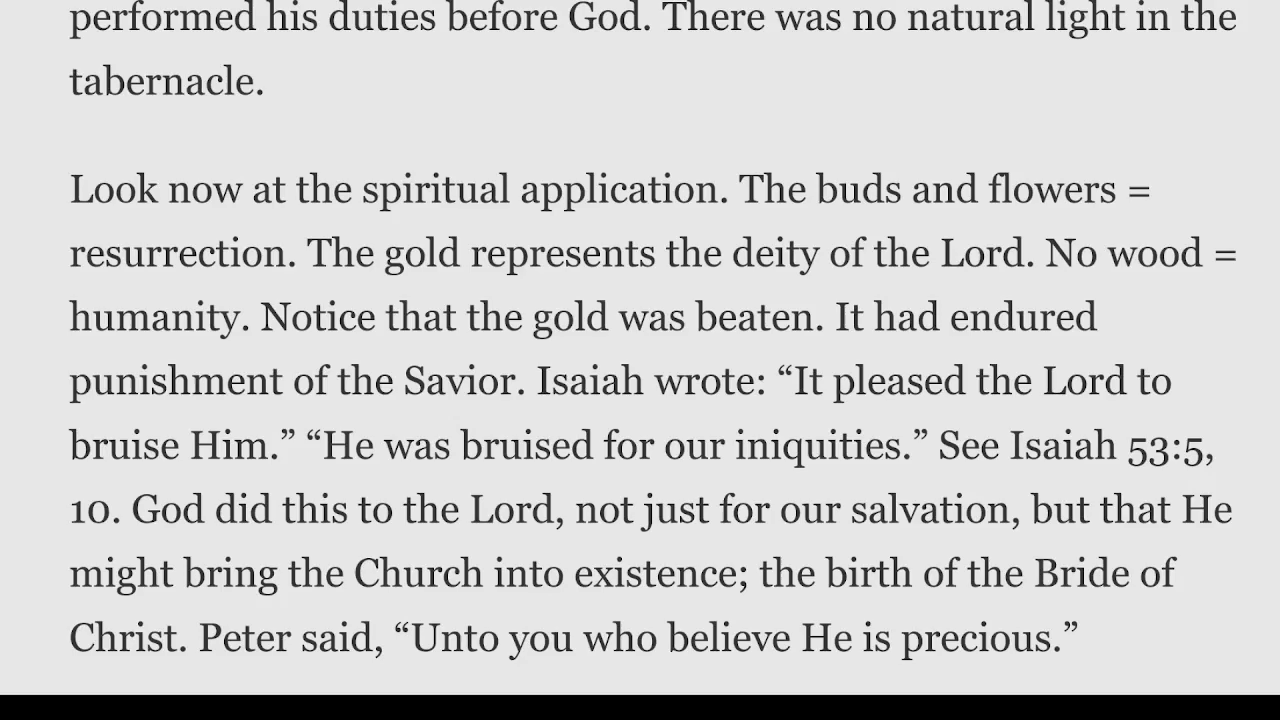 performed his duties before God. There was no natural light in the
tabernacle.
Look now at the spiritual application. The buds and flowers =
resurrection. The gold represents the deity of the Lord. No wood =
humanity. Notice that the gold was beaten. It had endured
punishment of the Savior. Isaiah wrote: “It pleased the Lord to
bruise Him.” “He was bruised for our iniquities.” See Isaiah 53:5,
10. God did this to the Lord, not just for our salvation, but that He
might bring the Church into existence; the birth of the Bride of
Christ. Peter said, “Unto you who believe He is precious.”